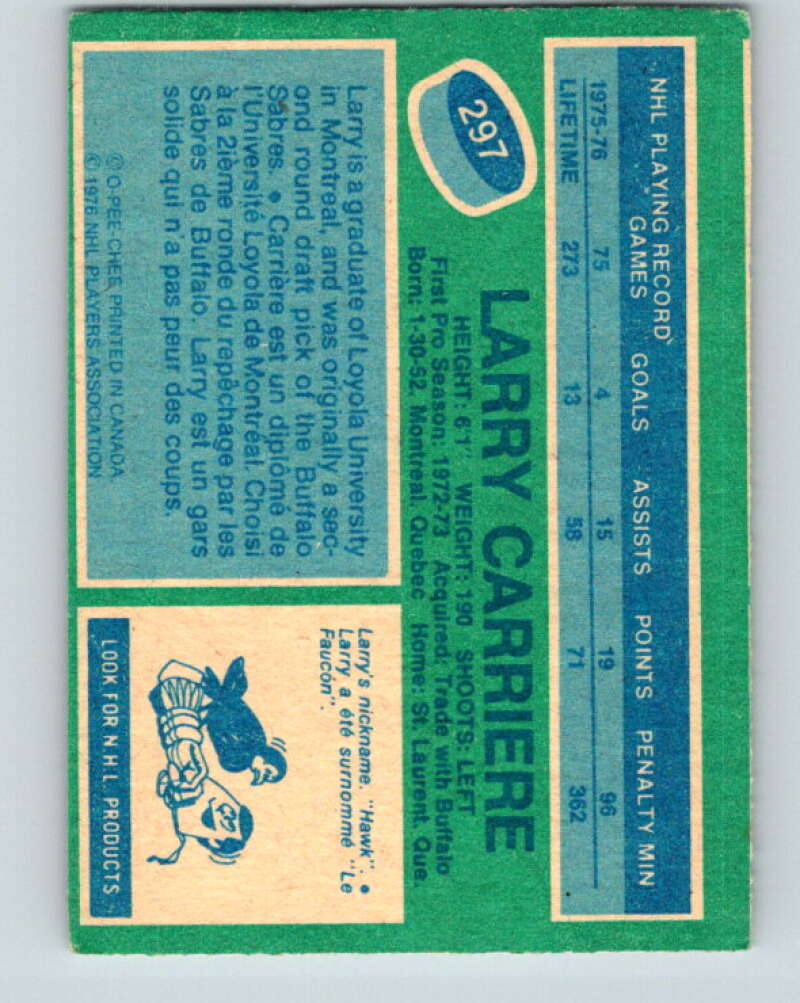 NHL PLAYING RECORD
GAMES GOALS ASSISTS POINTS PENALTY MIN
1975-76 75 4 15 19 96
LIFETIME 273 13 58 71 362
297
LARRY CARRIERE
HEIGHT: 6'1' WEIGHT: 190 SHOOTS: LEFT
First Pro Season: 1972-73 Acquired: Trade with Buffalo
Born: 1-30-52, Montreal, Quebec Home: St. Laurent, Que.
Larry is a graduate of Loyola University
in Montreal, and was originally a sec-
ond round draft pick of the Buffalo
Sabres. • Carrière est un diplômé de
l'Université Loyola de Montréal. Choisi
à la 2ième ronde du repêchage par les
Sabres de Buffalo, Larry est un gars
solide qui n'a pas peur des coups.
© O-PEE-CHEE, PRINTED IN CANADA
© 1976 NHL PLAYERS ASSOCIATION
Larry's nickname. "Hawk". •
Larry a été surnommé "Le
Faucon".
LOOK FOR N.H.L. PRODUCTS